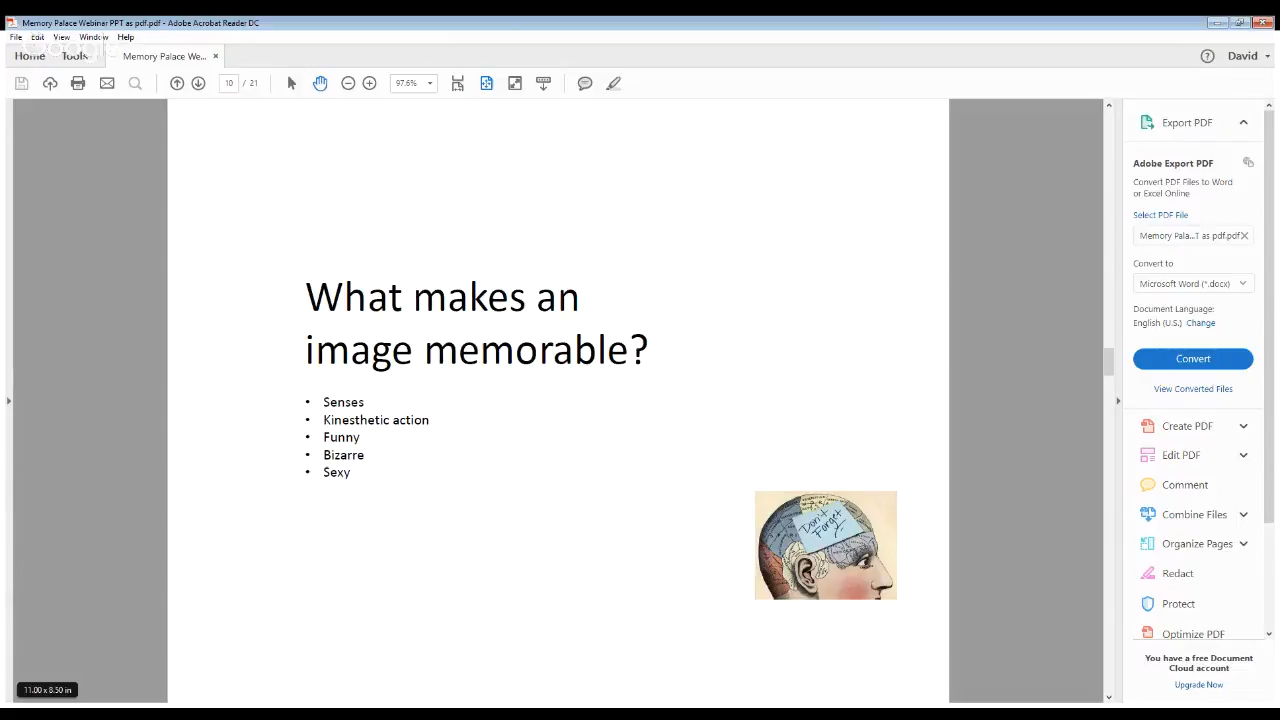 Memory Palace Webinar PPT as pdf.pdf - Adobe Acrobat Reader DC
File Edit View Window Help
Google
Home Tools Memory Palace We... ×
David
10 / 21
97.6%
Export PDF
Adobe Export PDF
Convert PDF Files to Word
or Excel Online
Select PDF File
Memory Pala...T as pdf.pdf
Convert to
Microsoft Word (*.docx)
Document Language:
English (U.S.) Change
Convert
View Converted Files
Create PDF
Edit PDF
Comment
Combine Files
Organize Pages
Redact
Protect
Optimize PDF
You have a free Document
Cloud account
Upgrade Now
What makes an
image memorable?
• Senses
• Kinesthetic action
• Funny
• Bizarre
• Sexy
Don't
Forget
11.00 x 8.50 in